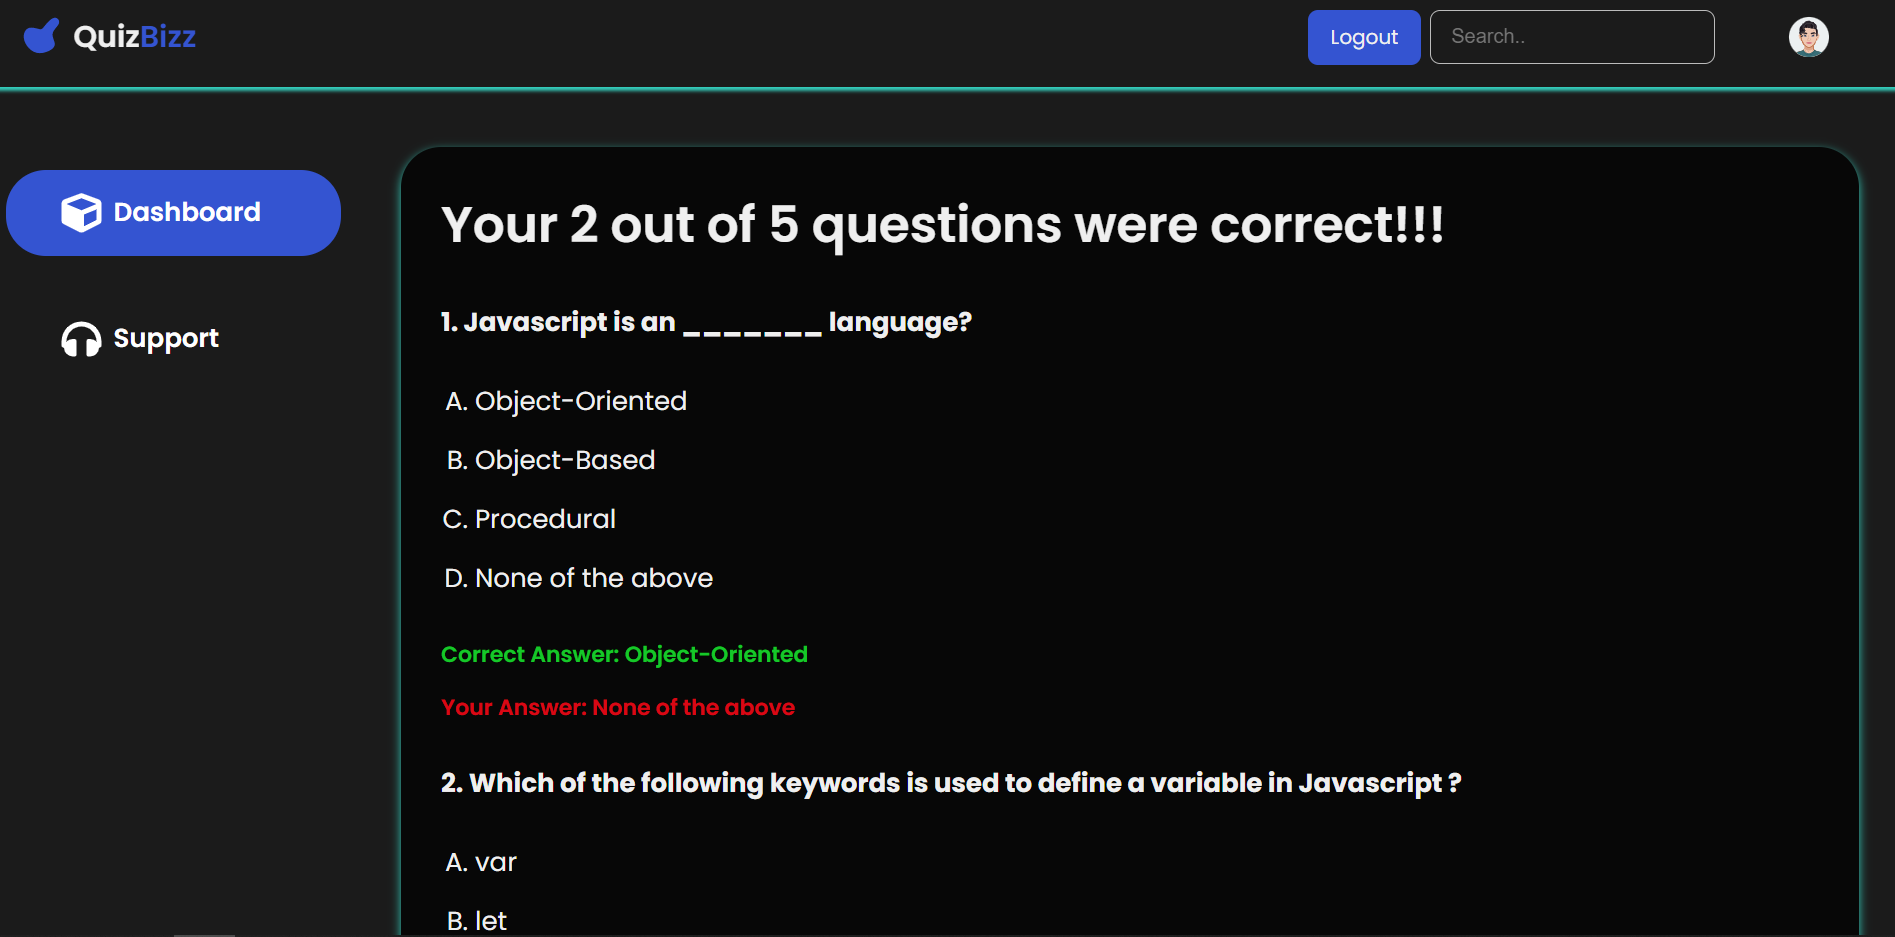 QuizBizz
Logout
Search..
Dashboard
Support
Your 2 out of 5 questions were correct!!!
1. Javascript is an _______ language?
A. Object-Oriented
B. Object-Based
C. Procedural
D. None of the above
Correct Answer: Object-Oriented
Your Answer: None of the above
2. Which of the following keywords is used to define a variable in Javascript ?
A. var
B. let